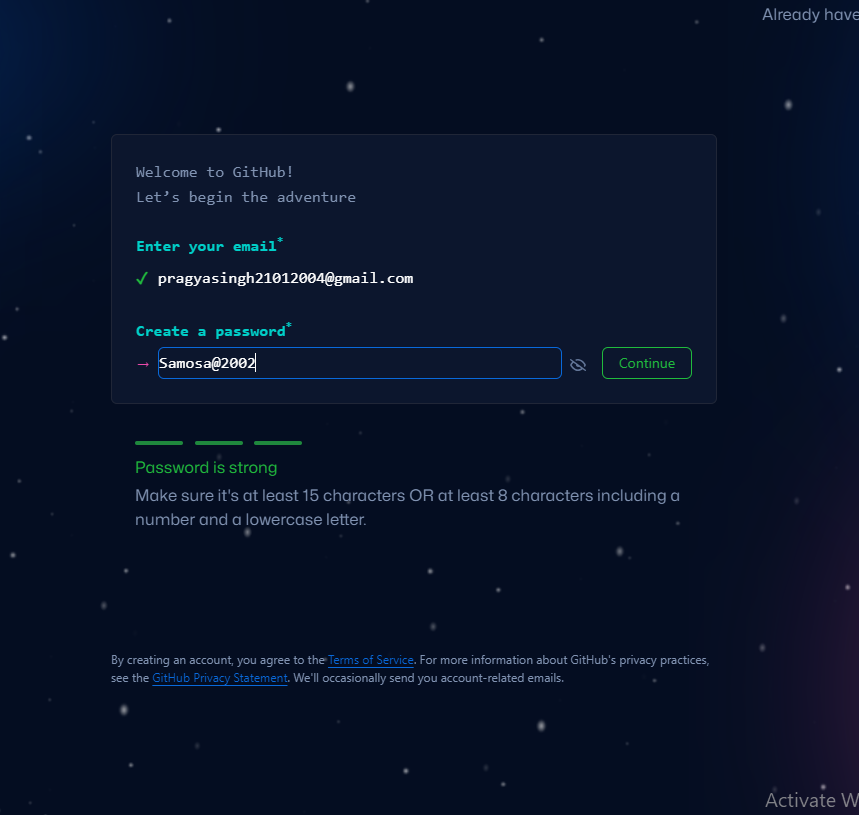 Already have
Welcome to GitHub!
Let’s begin the adventure
Enter your email*
✓ pragyasingh21012004@gmail.com
Create a password*
→ Samosa@2002
Continue
Password is strong
Make sure it's at least 15 characters OR at least 8 characters including a
number and a lowercase letter.
By creating an account, you agree to the Terms of Service. For more information about GitHub's privacy practices,
see the GitHub Privacy Statement. We'll occasionally send you account-related emails.
Activate W